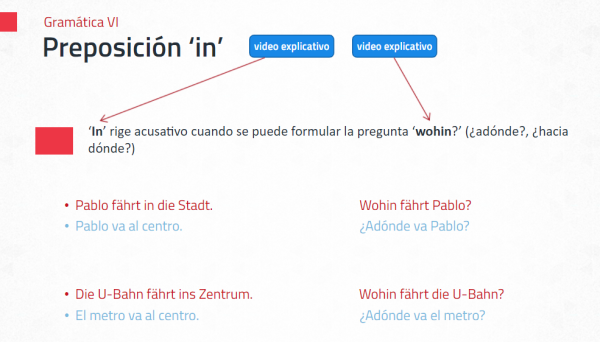 Gramática VI
Preposición ‘in’
video explicativo
video explicativo
‘In’ rige acusativo cuando se puede formular la pregunta ‘wohin?’ (¿adónde?, ¿hacia
dónde?)
• Pablo fährt in die Stadt.
Wohin fährt Pablo?
• Pablo va al centro.
¿Adónde va Pablo?
• Die U-Bahn fährt ins Zentrum.
Wohin fährt die U-Bahn?
• El metro va al centro.
¿Adónde va el metro?